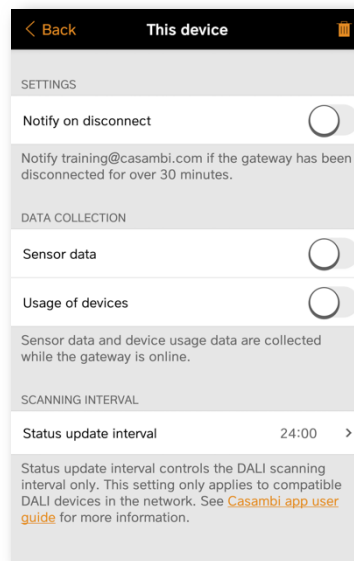 Back This device
SETTINGS
Notify on disconnect
Notify training@casambi.com if the gateway has been
disconnected for over 30 minutes.
DATA COLLECTION
Sensor data
Usage of devices
Sensor data and device usage data are collected
while the gateway is online.
SCANNING INTERVAL
Status update interval 24:00
Status update interval controls the DALI scanning
interval only. This setting only applies to compatible
DALI devices in the network. See Casambi app user
guide for more information.